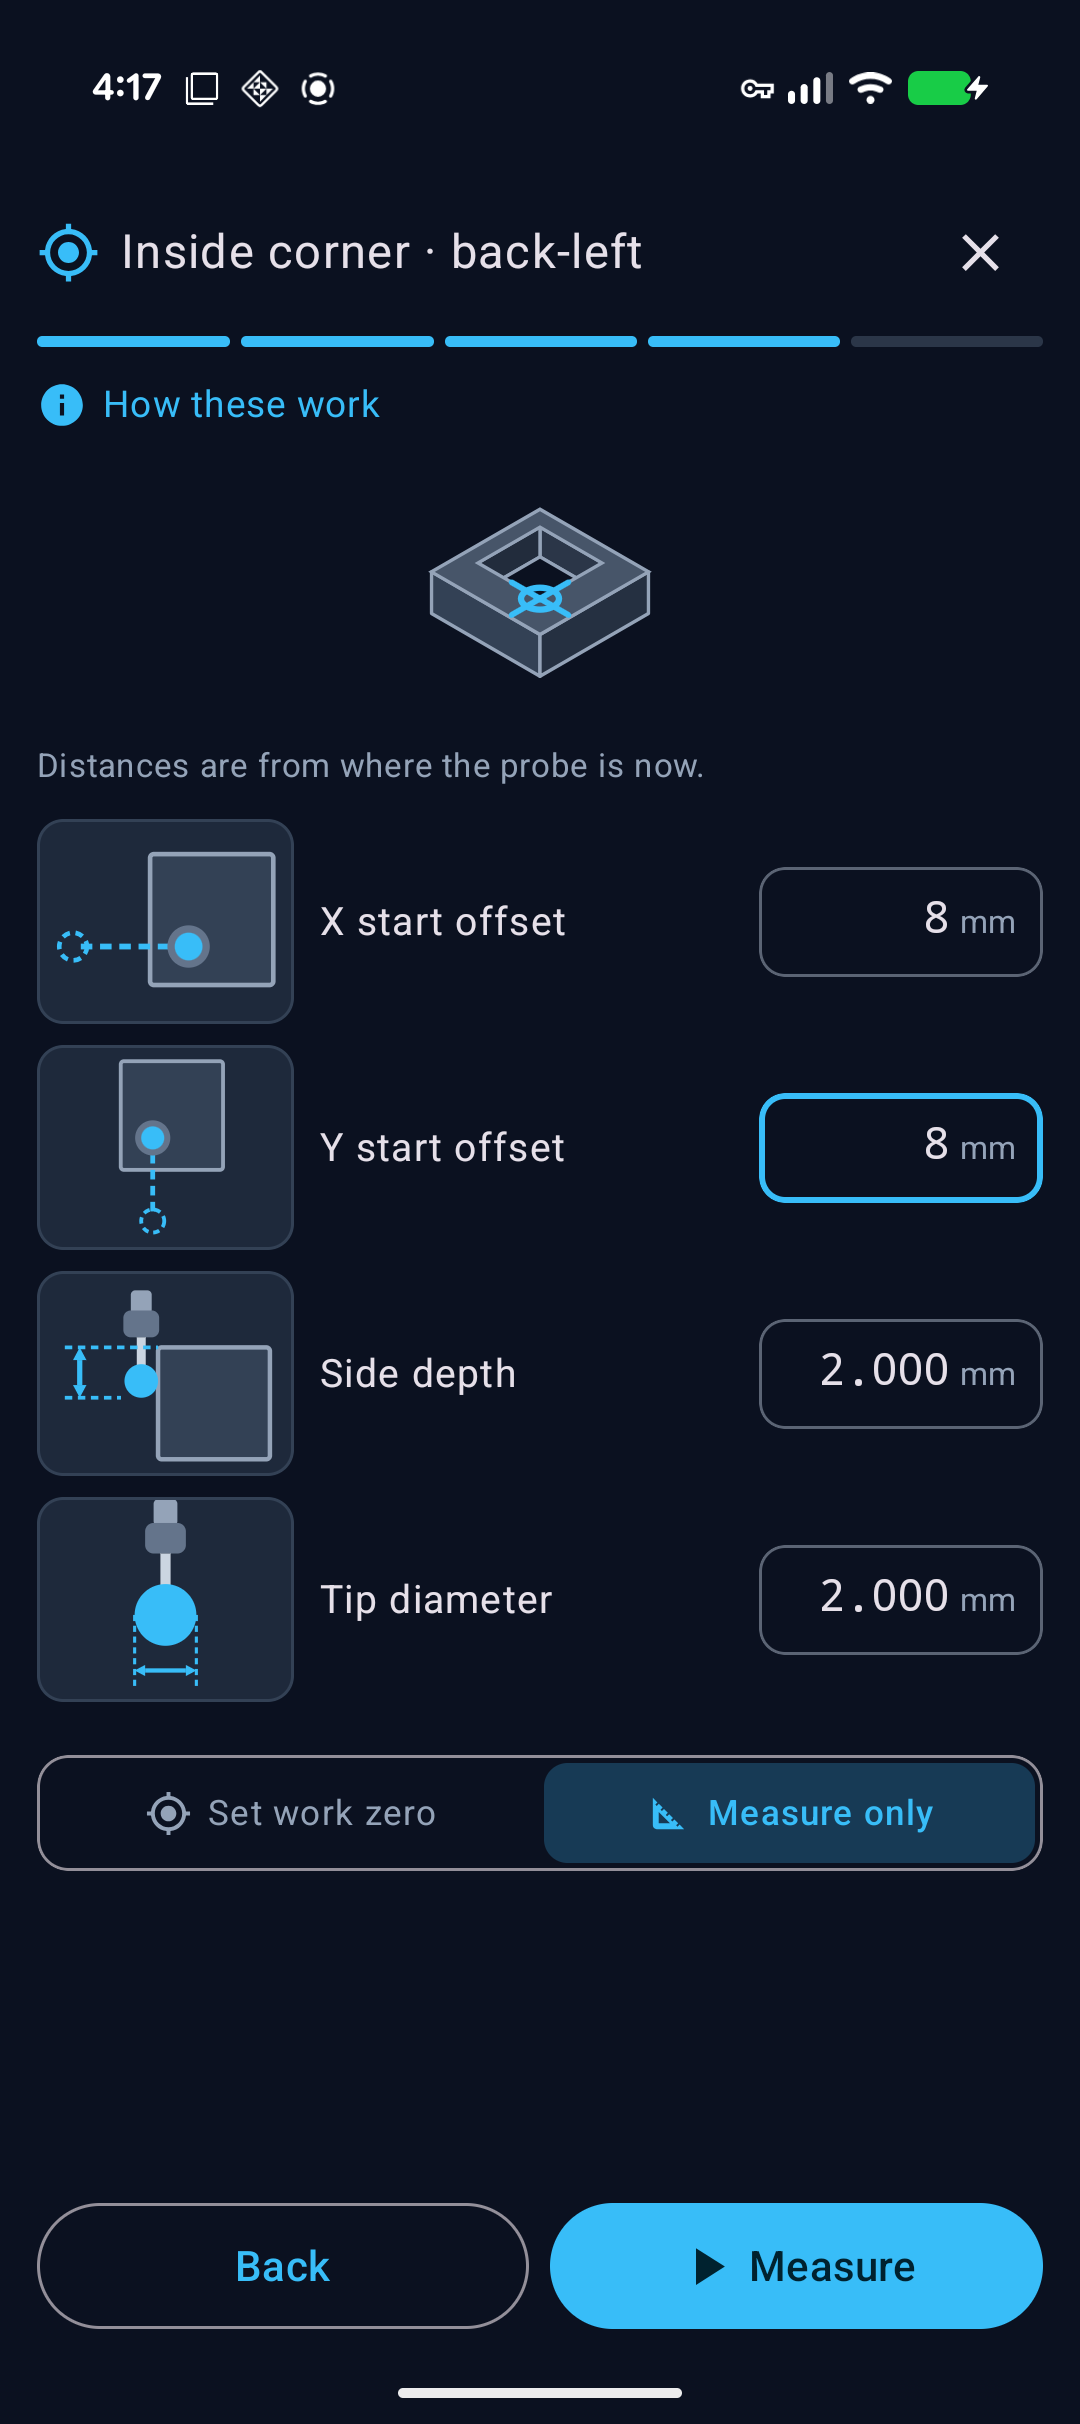 4:17
Inside corner · back-left
How these work
Distances are from where the probe is now.
X start offset
8 mm
Y start offset
8 mm
Side depth
2.000 mm
Tip diameter
2.000 mm
Set work zero
Measure only
Back
Measure